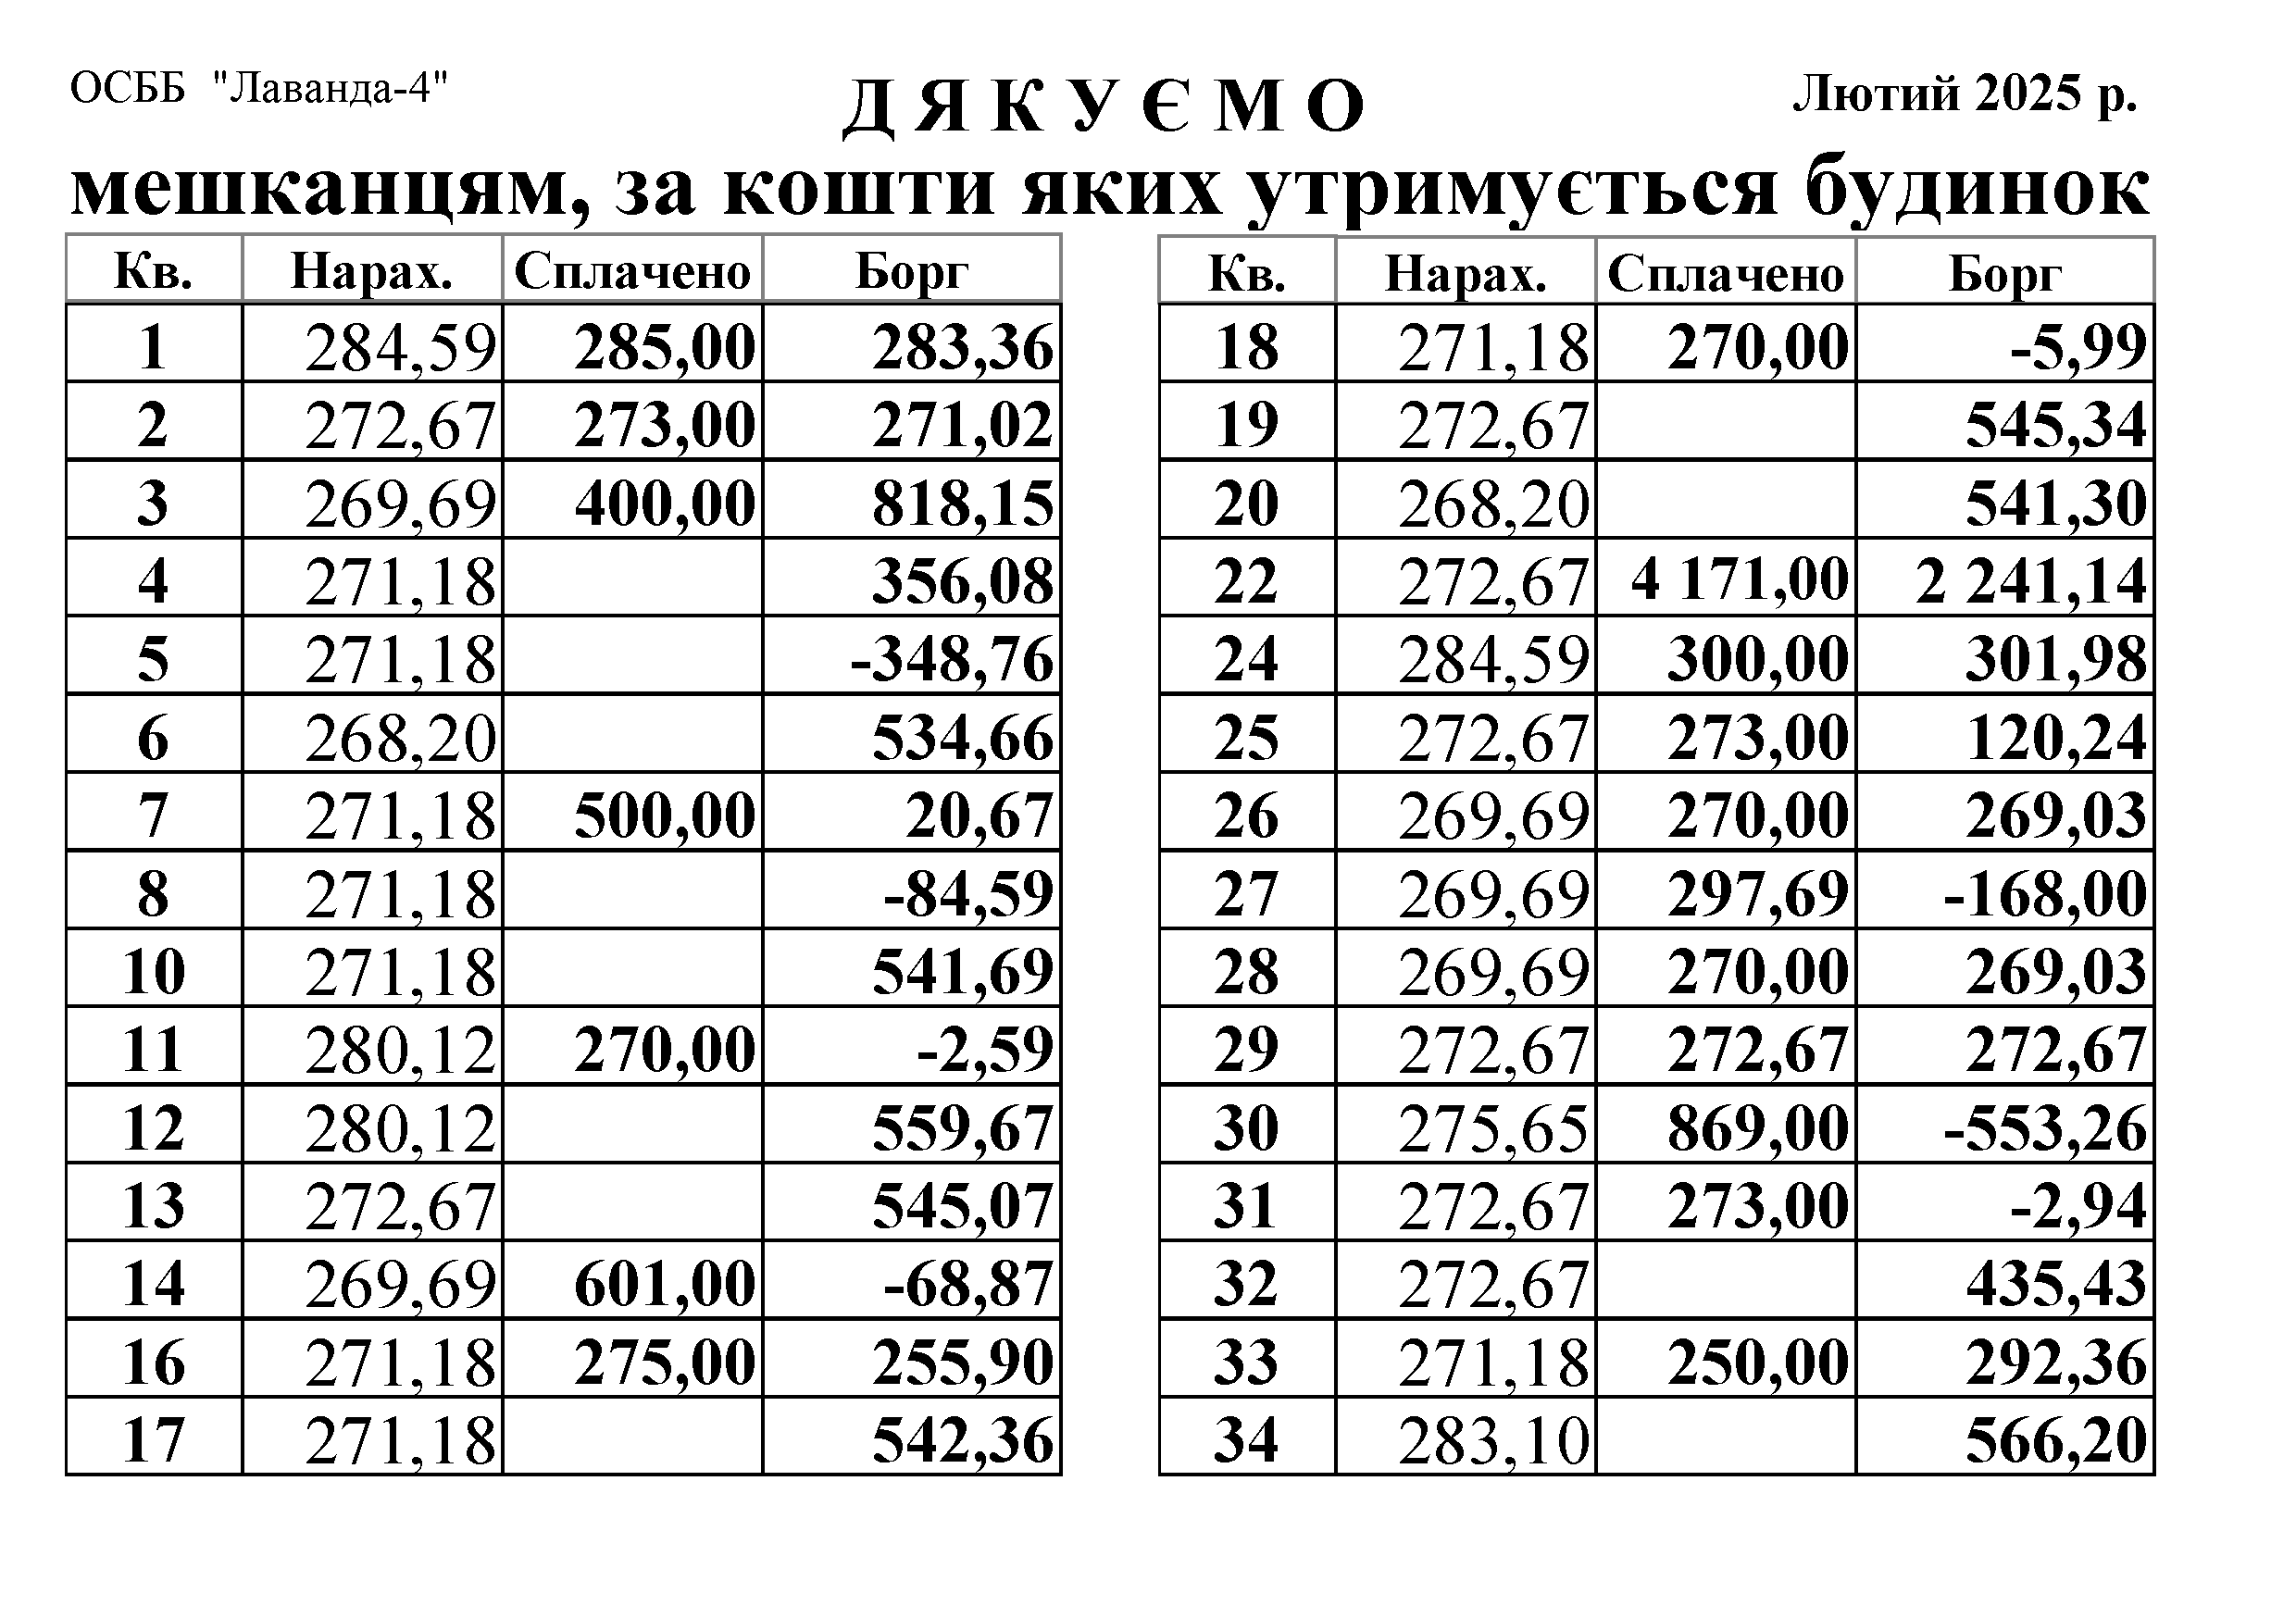 ОСББ "Лаванда-4"
Д Я К У Є М О
Лютий 2025 р.
мешканцям, за кошти яких утримується будинок
Кв. Нарах. Сплачено Борг
1 284,59 285,00 283,36
2 272,67 273,00 271,02
3 269,69 400,00 818,15
4 271,18 356,08
5 271,18 -348,76
6 268,20 534,66
7 271,18 500,00 20,67
8 271,18 -84,59
10 271,18 541,69
11 280,12 270,00 -2,59
12 280,12 559,67
13 272,67 545,07
14 269,69 601,00 -68,87
16 271,18 275,00 255,90
17 271,18 542,36
Кв. Нарах. Сплачено Борг
18 271,18 270,00 -5,99
19 272,67 545,34
20 268,20 541,30
22 272,67 4 171,00 2 241,14
24 284,59 300,00 301,98
25 272,67 273,00 120,24
26 269,69 270,00 269,03
27 269,69 297,69 -168,00
28 269,69 270,00 269,03
29 272,67 272,67 272,67
30 275,65 869,00 -553,26
31 272,67 273,00 -2,94
32 272,67 435,43
33 271,18 250,00 292,36
34 283,10 566,20